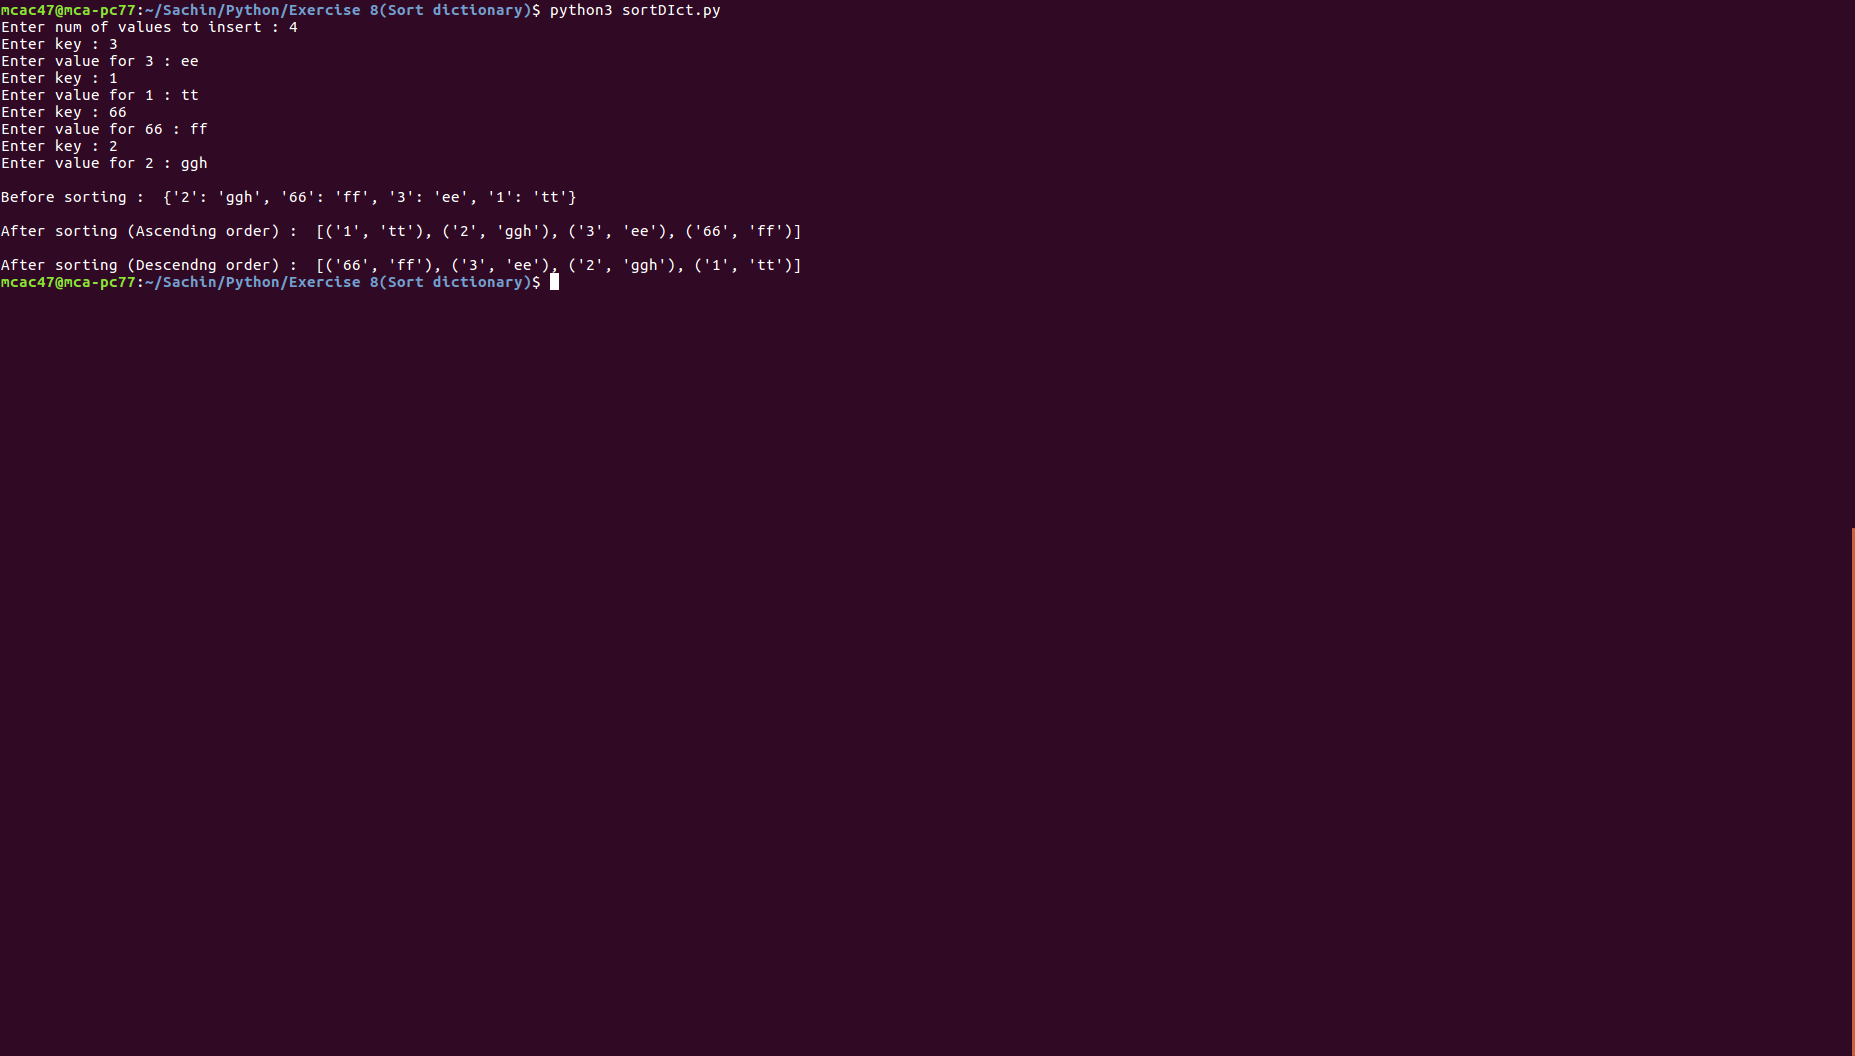 mcac47@mca-pc77:~/Sachin/Python/Exercise 8(Sort dictionary)$ python3 sortDIct.py
Enter num of values to insert : 4
Enter key : 3
Enter value for 3 : ee
Enter key : 1
Enter value for 1 : tt
Enter key : 66
Enter value for 66 : ff
Enter key : 2
Enter value for 2 : ggh
Before sorting :  {'2': 'ggh', '66': 'ff', '3': 'ee', '1': 'tt'}
After sorting (Ascending order) :  [('1', 'tt'), ('2', 'ggh'), ('3', 'ee'), ('66', 'ff')]
After sorting (Descendng order) :  [('66', 'ff'), ('3', 'ee'), ('2', 'ggh'), ('1', 'tt')]
mcac47@mca-pc77:~/Sachin/Python/Exercise 8(Sort dictionary)$